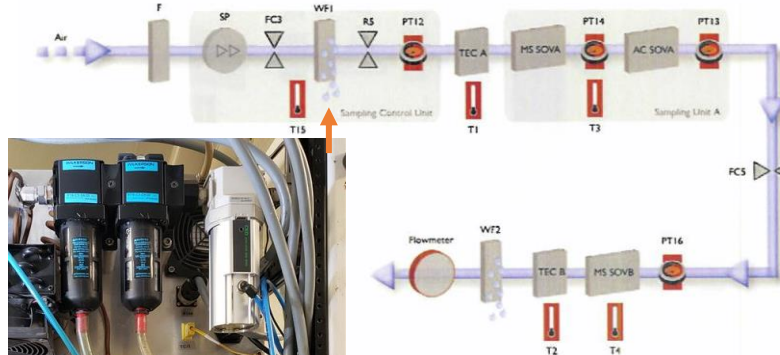 Air
F
SP
FC3
WF1
RS
PT12
TEC A
MS SOVA
PT14
AC SOVA
PT13
Sampling Control Unit
Sampling Unit A
T15
T1
T3
FC5
Flowmeter
WF2
TEC B
MS SOVB
PT16
T2
T4